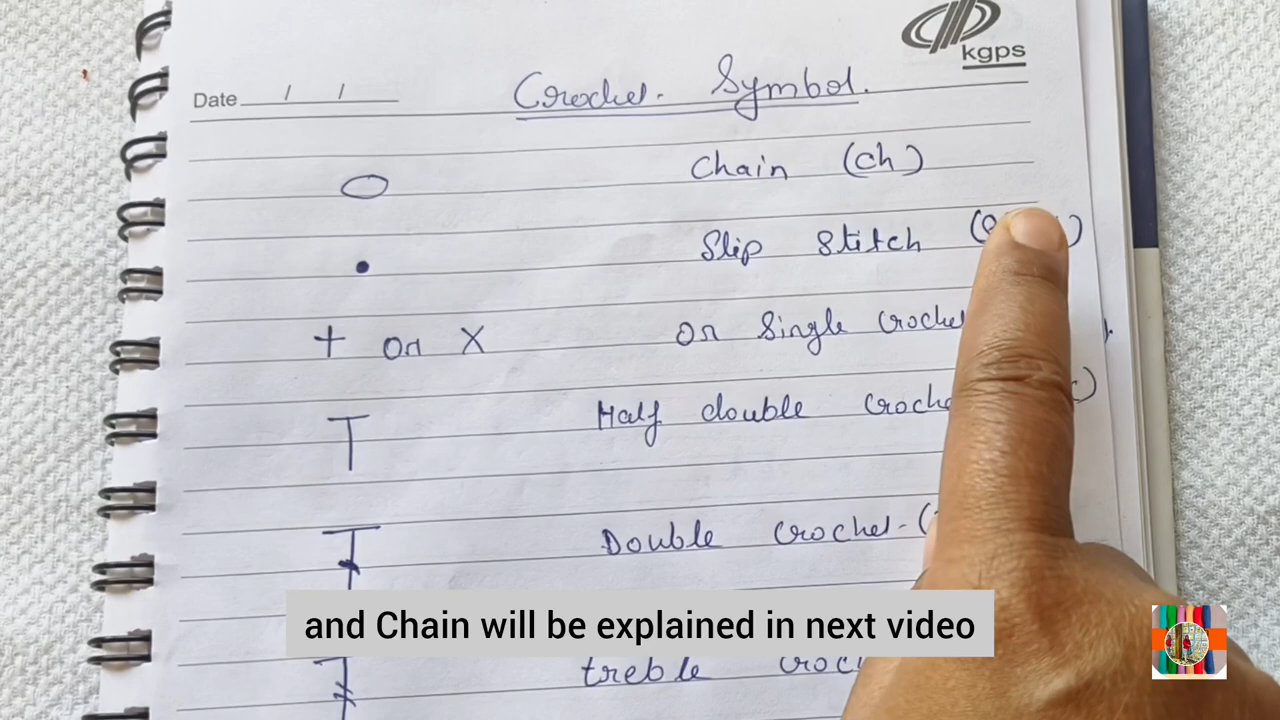 kgps
Date / /
Crochet. Symbol.
Chain (ch)
Slip stitch
+ or X or Single Crochet
T Half double
Double Crochet
and Chain will be explained in next video
treble